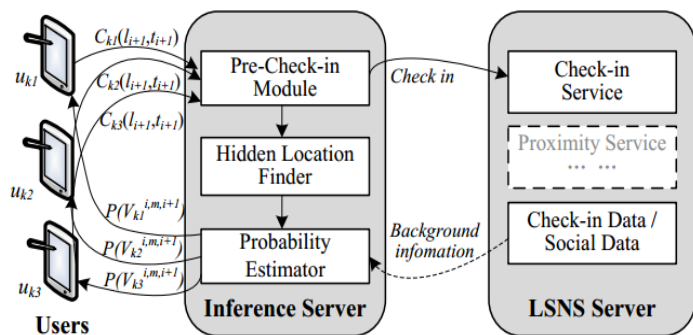 C_{k1}(l_{i+1},t_{i+1})
u_{k1}
C_{k2}(l_{i+1},t_{i+1})
C_{k3}(l_{i+1},t_{i+1})
u_{k2}
P(V_{k1}^{i,m,i+1})
P(V_{k2}^{i,m,i+1})
P(V_{k3}^{i,m,i+1})
u_{k3}
Users
Pre-Check-in
Module
Hidden Location
Finder
Probability
Estimator
Inference Server
Check in
Background
infomation
Check-in
Service
Proximity Service
... ...
Check-in Data /
Social Data
LSNS Server